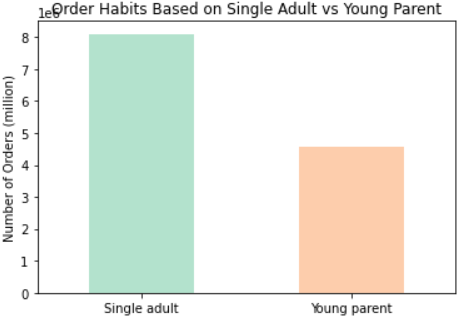 Order Habits Based on Single Adult vs Young Parent
1e6
8
7
6
5
4
3
2
1
0
Number of Orders (million)
Single adult
Young parent